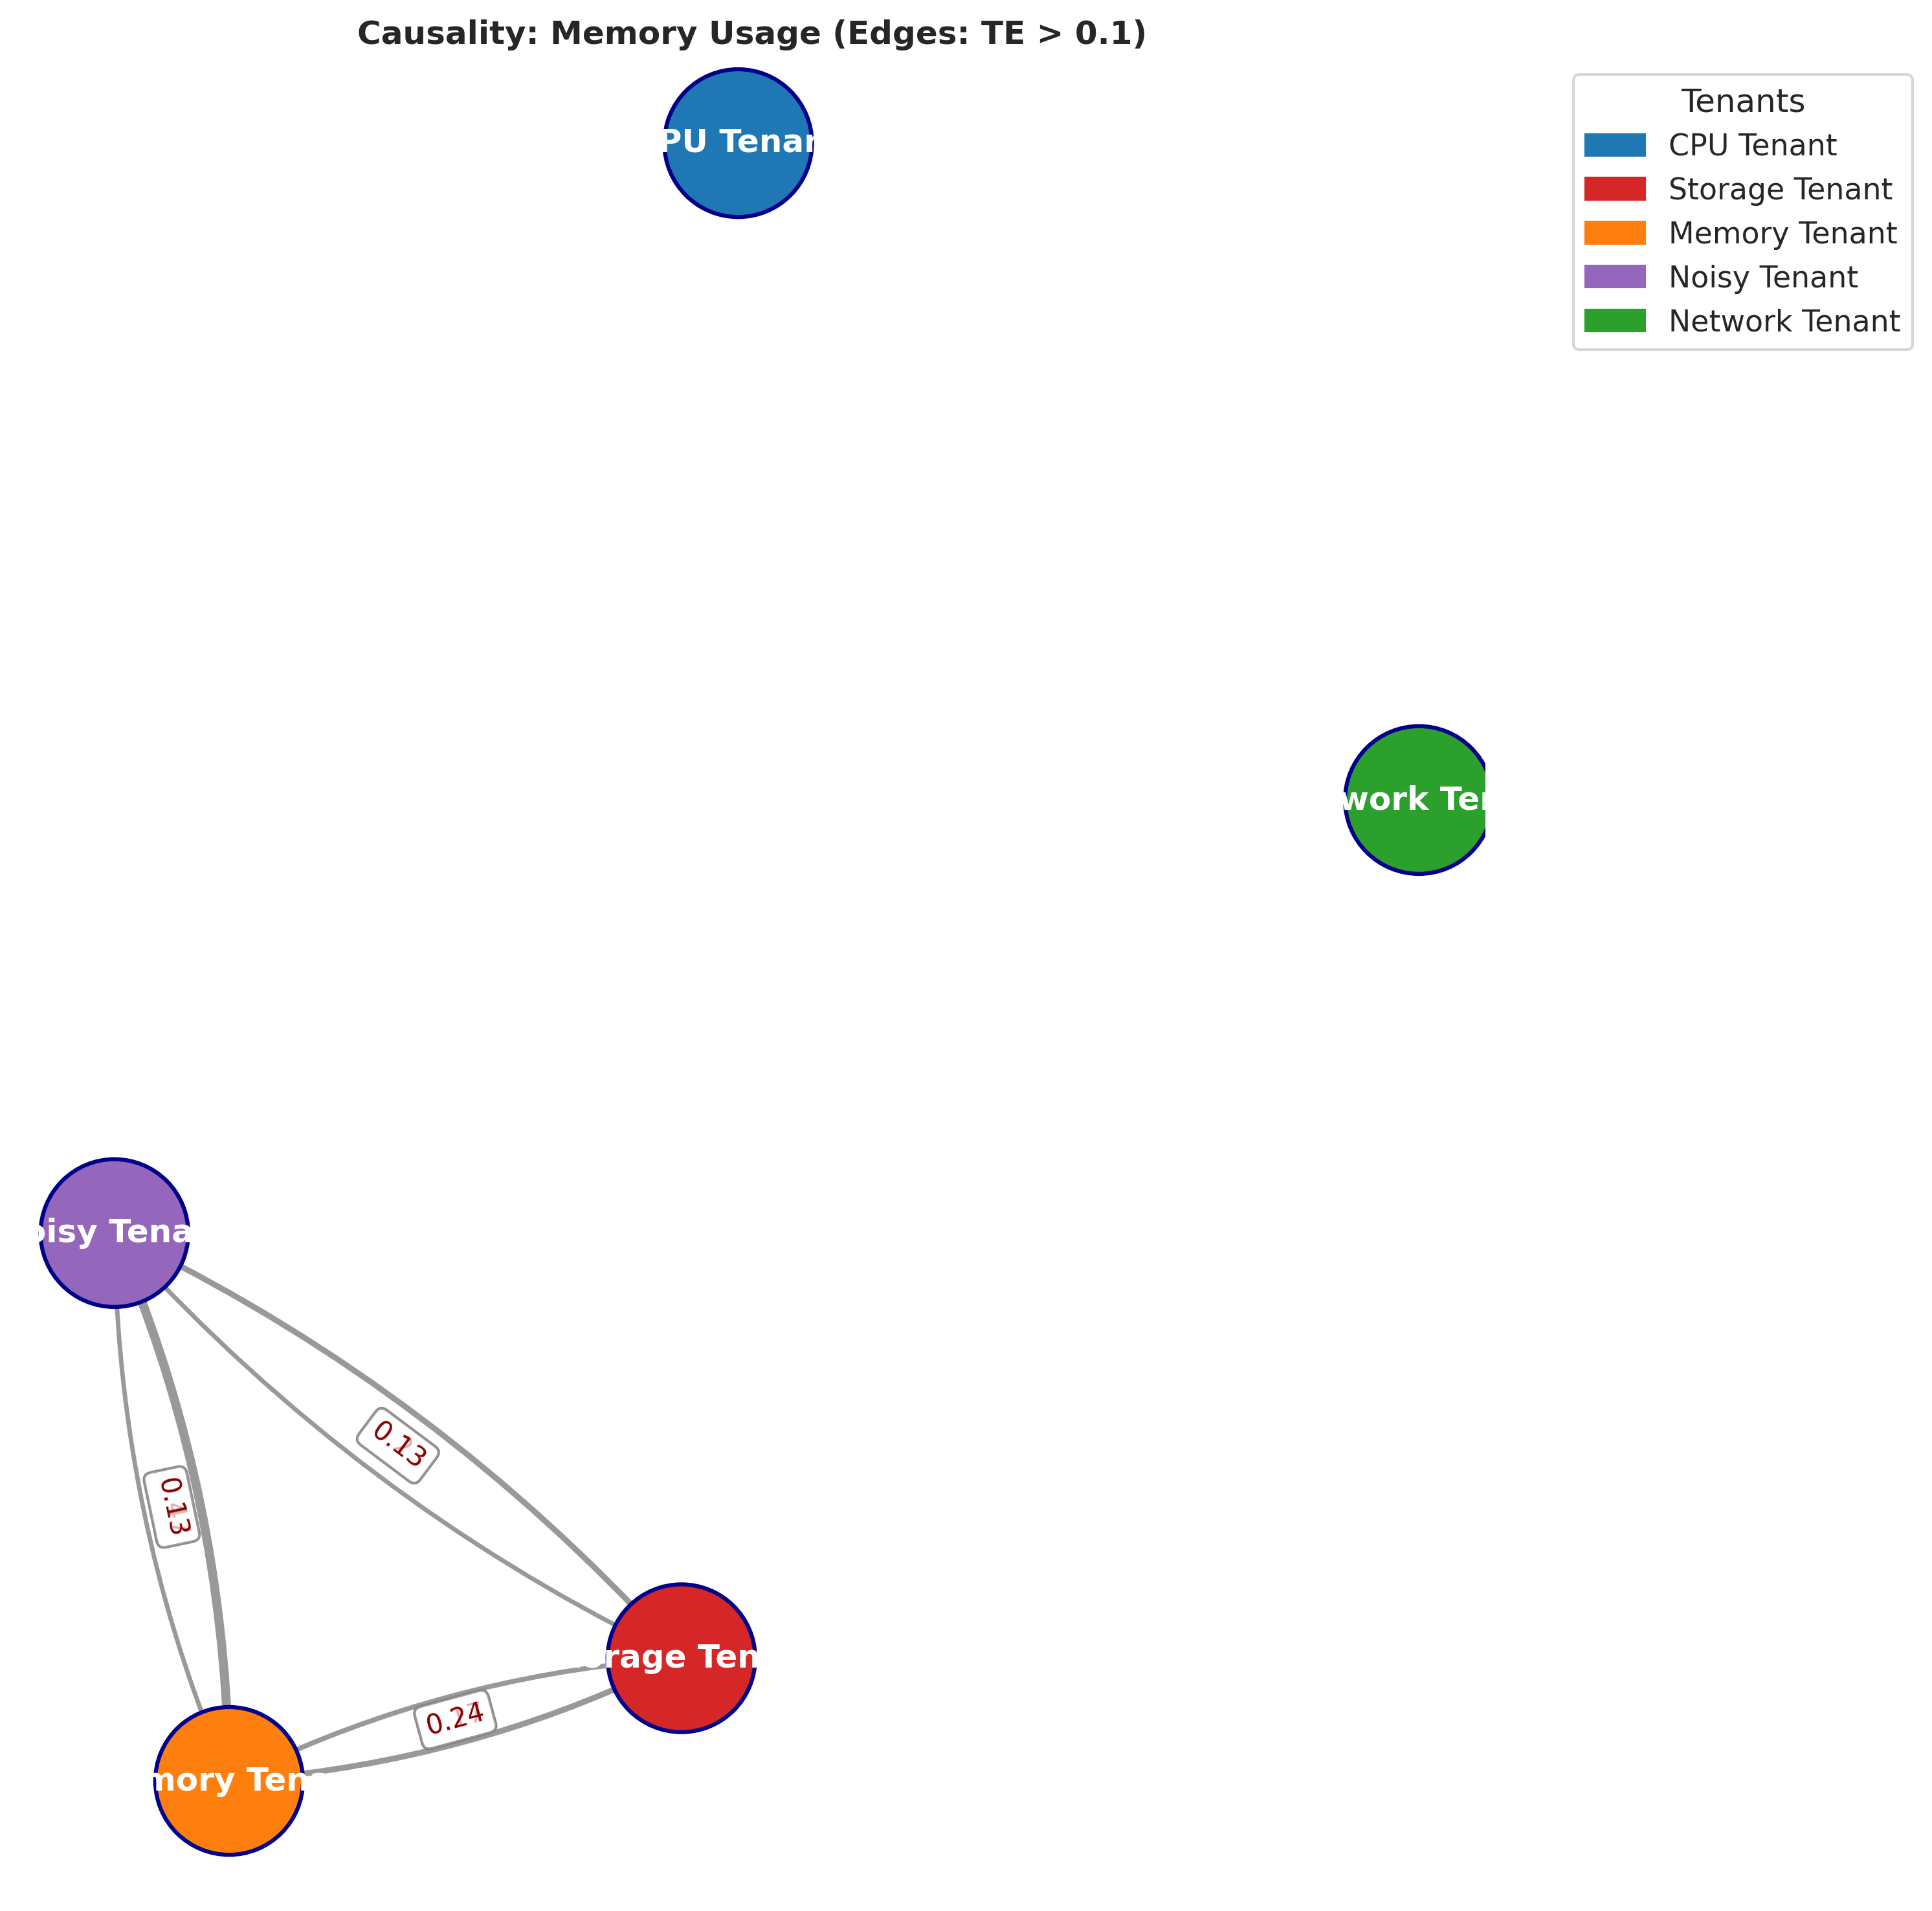 Causality: Memory Usage (Edges: TE > 0.1)
Tenants
CPU Tenant
Storage Tenant
Memory Tenant
Noisy Tenant
Network Tenant
PU Tenan
work Ten
oisy Tena
0.13
0.13
rage Ten
0.24
mory Ten